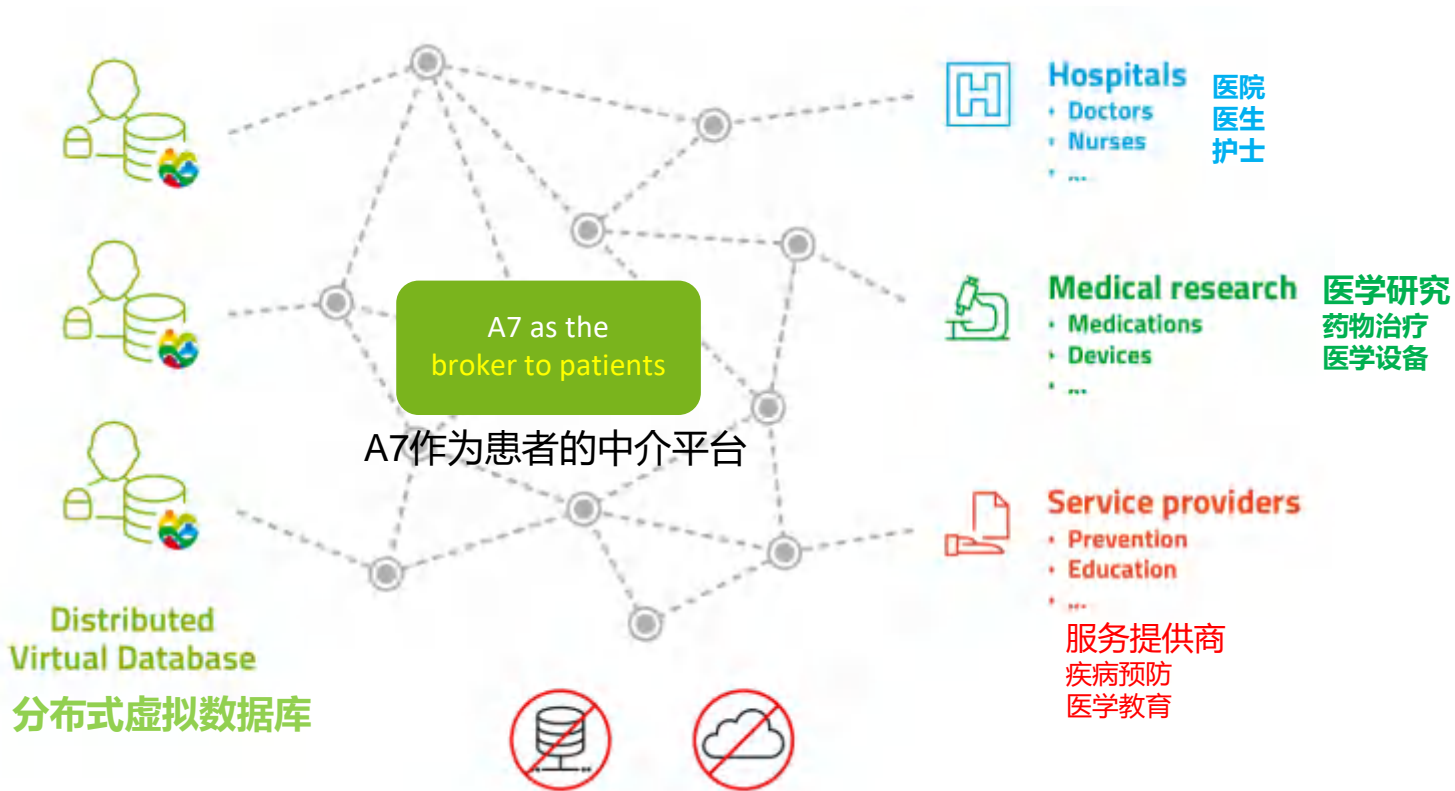 Hospitals
• Doctors
• Nurses
• ...
医院
医生
护士
A7 as the
broker to patients
A7作为患者的中介平台
Medical research
• Medications
• Devices
• ...
医学研究
药物治疗
医学设备
Service providers
• Prevention
• Education
• ...
服务提供商
疾病预防
医学教育
Distributed
Virtual Database
分布式虚拟数据库